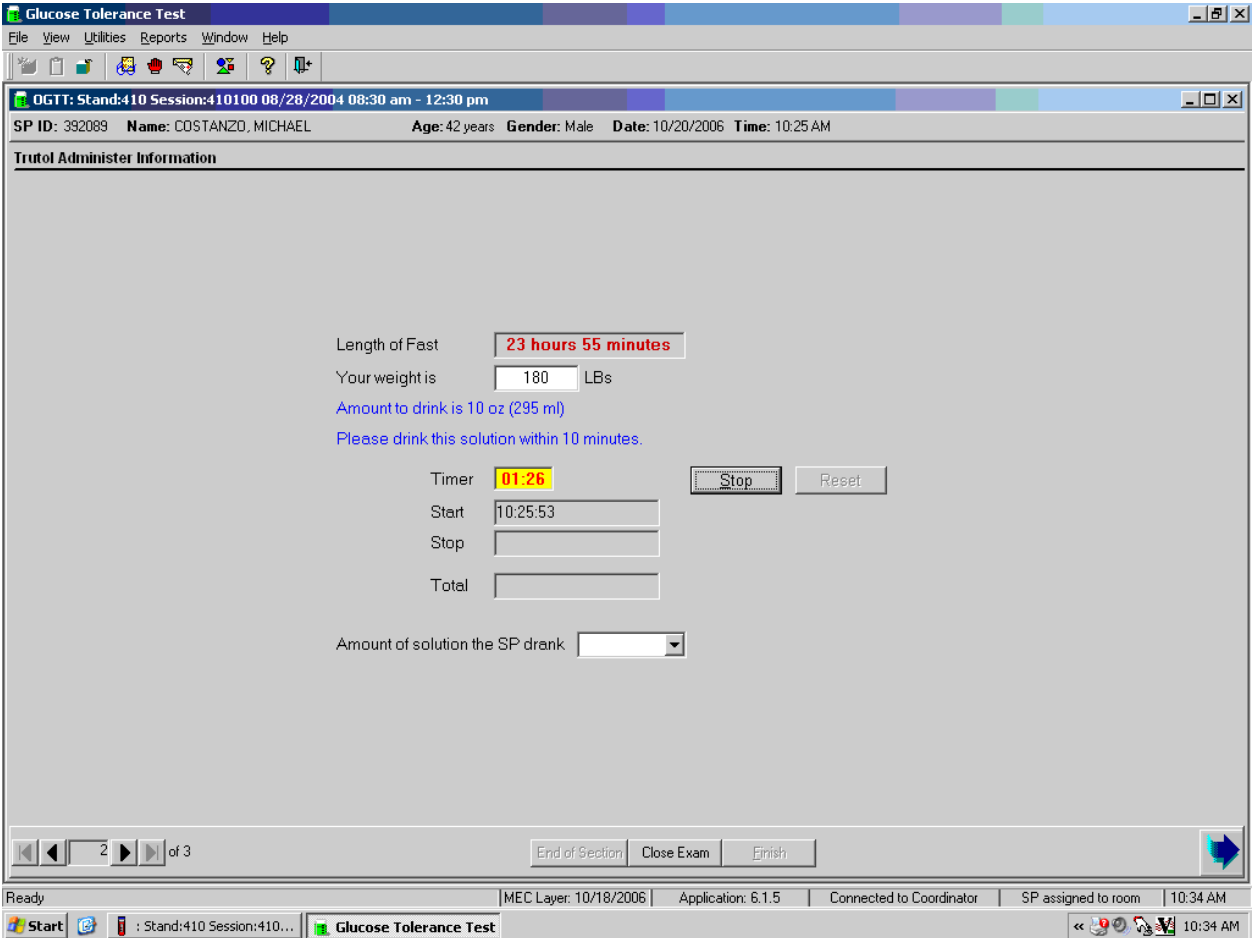 Glucose Tolerance Test
File View Utilities Reports Window Help
OGTT: Stand:410 Session:410100 08/28/2004 08:30 am - 12:30 pm
SP ID: 392089 Name: COSTANZO, MICHAEL Age: 42 years Gender: Male Date: 10/20/2006 Time: 10:25 AM
Trutol Administer Information
Length of Fast 23 hours 55 minutes
Your weight is 180 LBs
Amount to drink is 10 oz (295 ml)
Please drink this solution within 10 minutes.
Timer 01:26 Stop Reset
Start 10:25:53
Stop
Total
Amount of solution the SP drank
2 of 3 End of Section Close Exam Finish
Ready MEC Layer: 10/18/2006 Application: 6.1.5 Connected to Coordinator SP assigned to room 10:34 AM
Start : Stand:410 Session:410... Glucose Tolerance Test « 10:34 AM